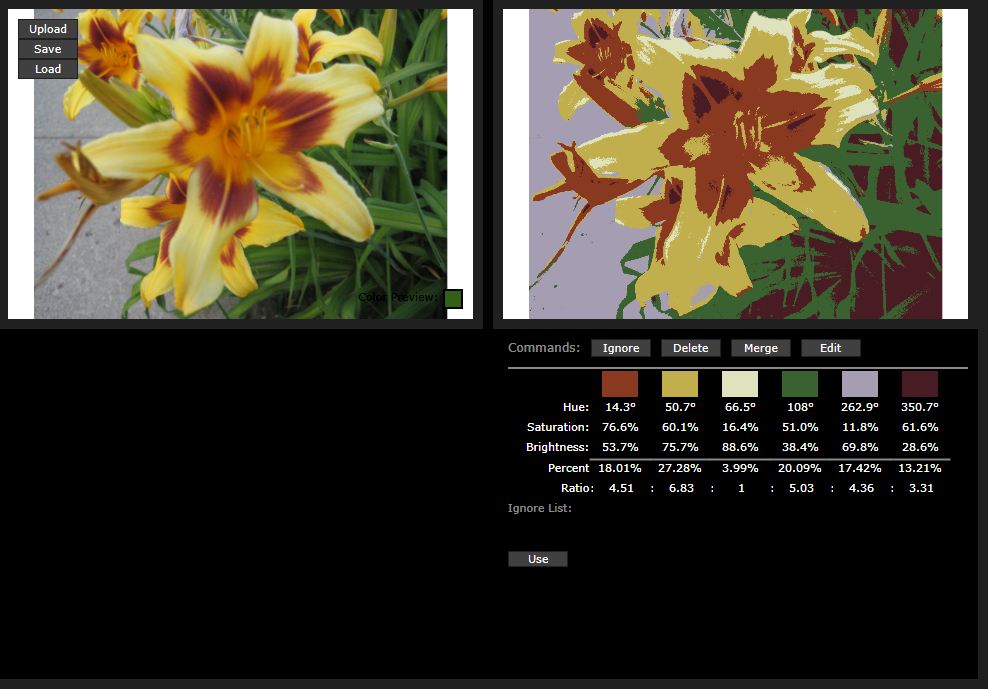 Upload
Save
Load
Color Preview:
Commands: Ignore Delete Merge Edit
Hue: 14.3° 50.7° 66.5° 108° 262.9° 350.7°
Saturation: 76.6% 60.1% 16.4% 51.0% 11.8% 61.6%
Brightness: 53.7% 75.7% 88.6% 38.4% 69.8% 28.6%
Percent 18.01% 27.28% 3.99% 20.09% 17.42% 13.21%
Ratio: 4.51 : 6.83 : 1 : 5.03 : 4.36 : 3.31
Ignore List:
Use